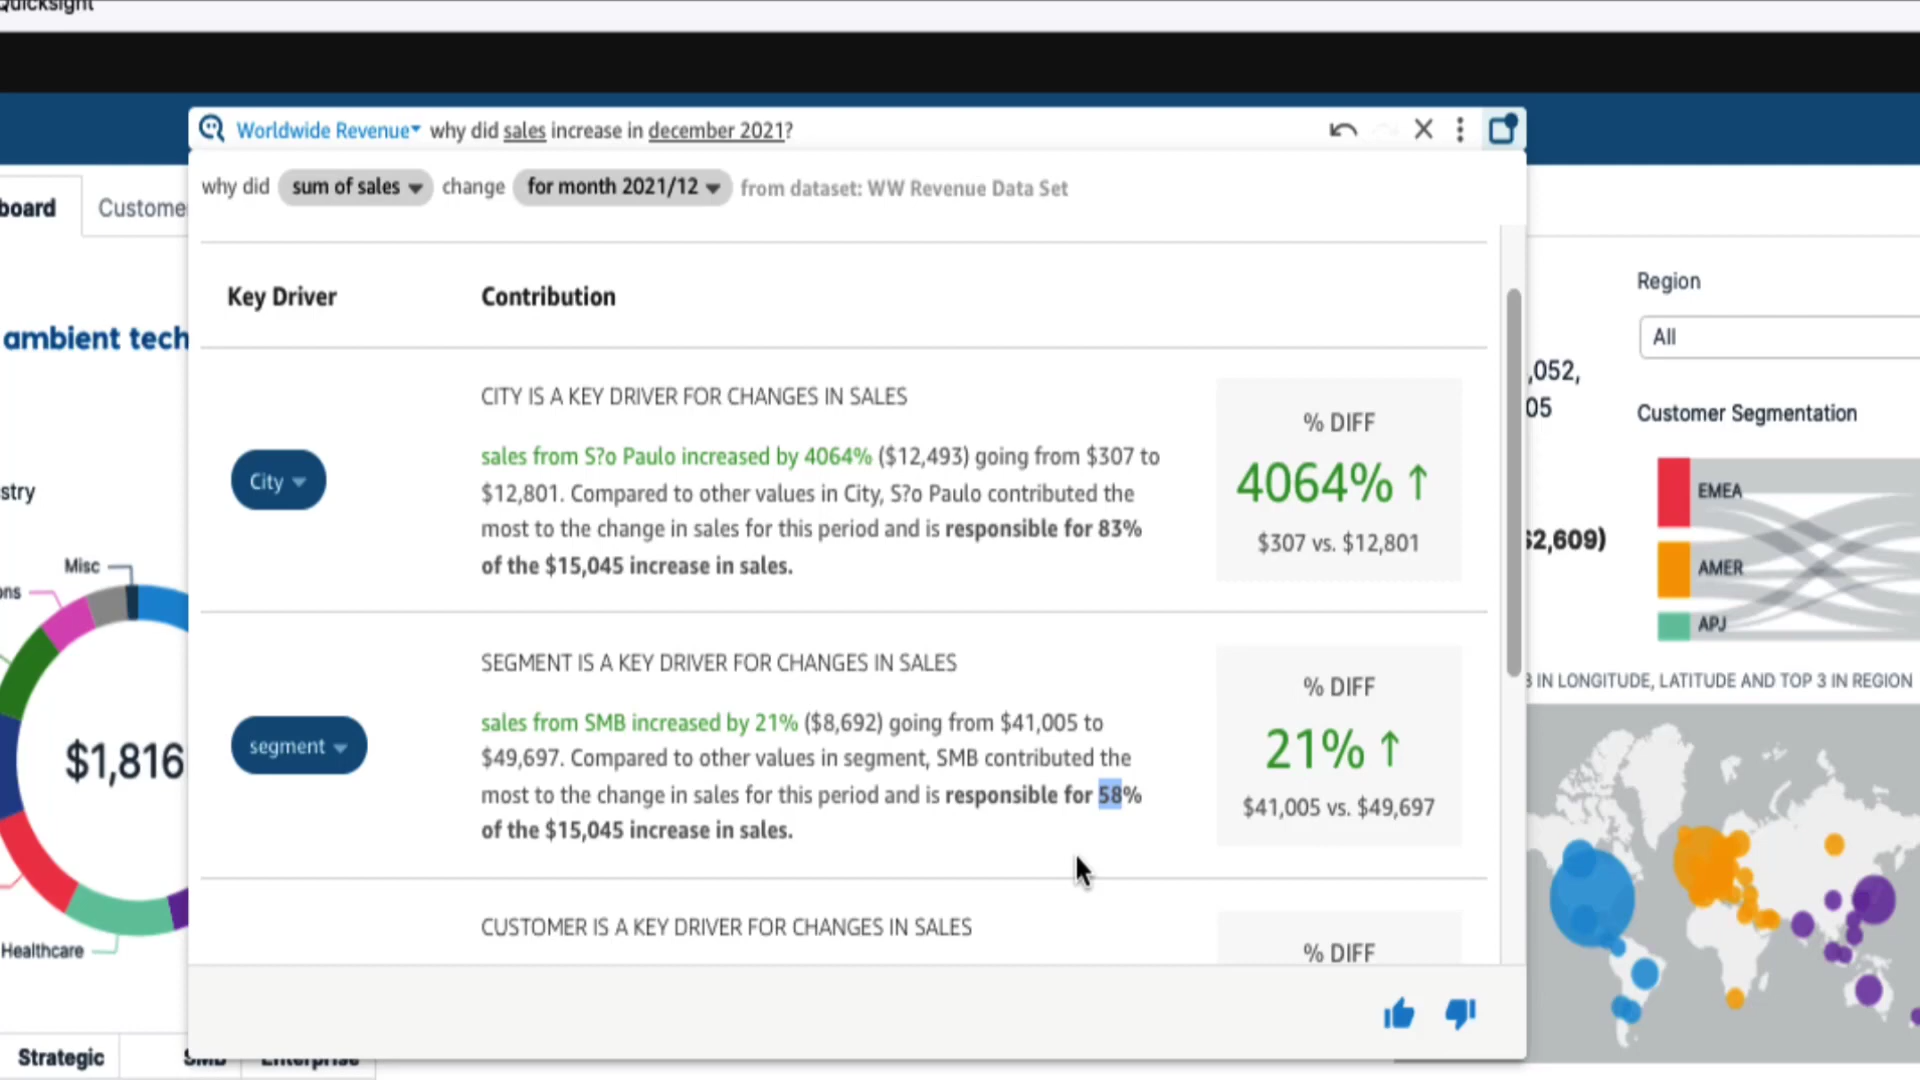 Worldwide Revenue why did sales increase in december 2021?
why did sum of sales change for month 2021/12 from dataset: WW Revenue Data Set
board Custome
ambient tech
stry
Misc
ons
$1,816
Healthcare
Strategic SMB Enterprise
Key Driver Contribution
City
CITY IS A KEY DRIVER FOR CHANGES IN SALES
sales from S?o Paulo increased by 4064% ($12,493) going from $307 to
$12,801. Compared to other values in City, S?o Paulo contributed the
most to the change in sales for this period and is responsible for 83%
of the $15,045 increase in sales.
% DIFF
4064% ↑
$307 vs. $12,801
segment
SEGMENT IS A KEY DRIVER FOR CHANGES IN SALES
sales from SMB increased by 21% ($8,692) going from $41,005 to
$49,697. Compared to other values in segment, SMB contributed the
most to the change in sales for this period and is responsible for 58%
of the $15,045 increase in sales.
% DIFF
21% ↑
$41,005 vs. $49,697
CUSTOMER IS A KEY DRIVER FOR CHANGES IN SALES
% DIFF
Region
All
,052,
05
$2,609)
Customer Segmentation
EMEA
AMER
APJ
3 IN LONGITUDE, LATITUDE AND TOP 3 IN REGION